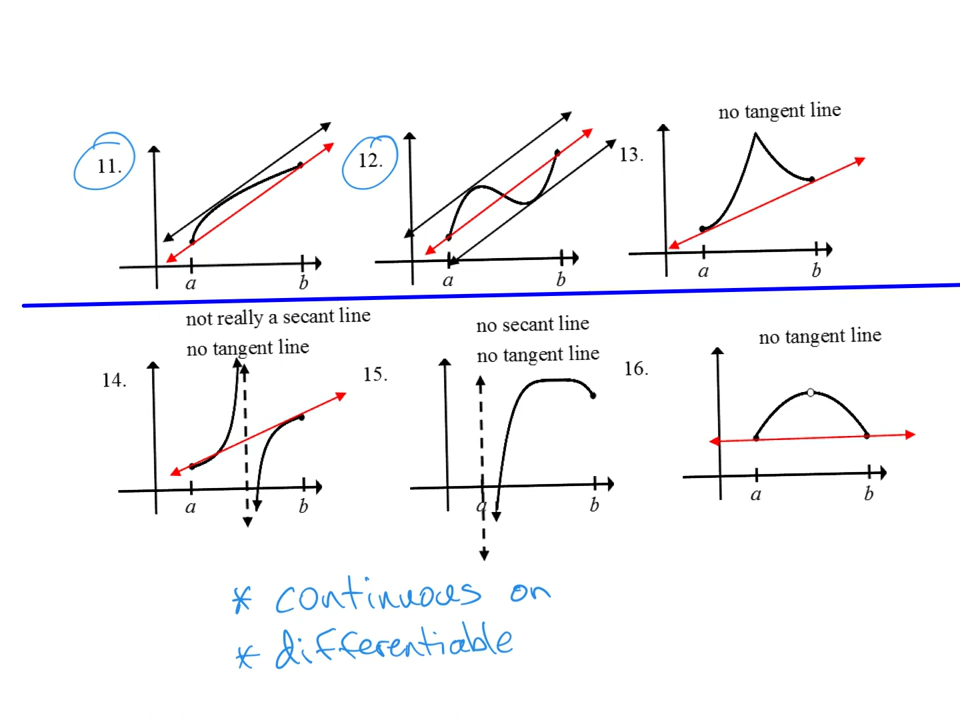 no tangent line
11.
12.
13.
a
b
a
b
a
b
not really a secant line
no tangent line
no secant line
no tangent line
no tangent line
14.
15.
16.
a
b
a
b
a
b
* continuous on
* differentiable